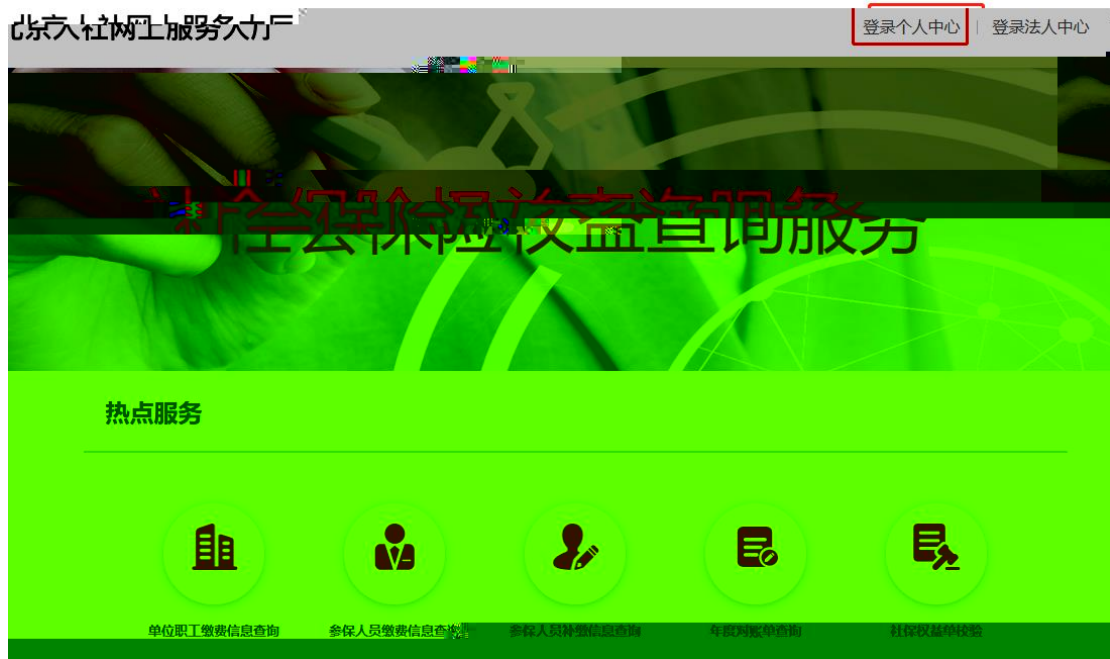 北京人社网上服务大厅
登录个人中心 | 登录法人中心
社会保险权益查询服务
热点服务
单位职工缴费信息查询
参保人员缴费信息查询
参保人员补缴信息查询
年度对账单查询
社保权益单校验